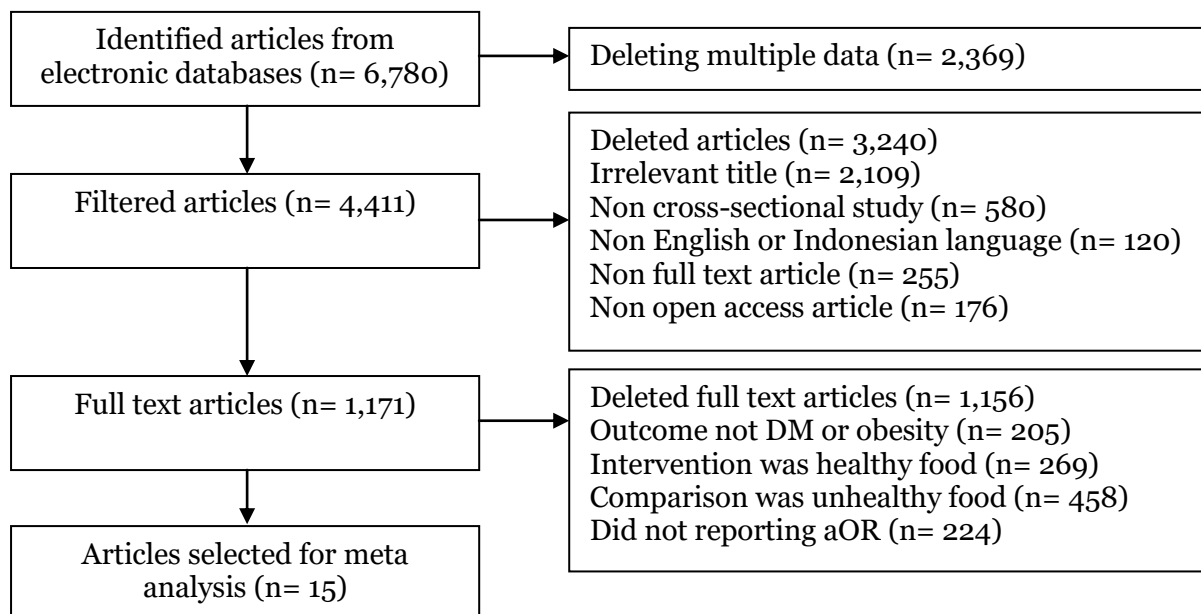 Identified articles from
electronic databases (n= 6,780)
Deleting multiple data (n= 2,369)
Filtered articles (n= 4,411)
Deleted articles (n= 3,240)
Irrelevant title (n= 2,109)
Non cross-sectional study (n= 580)
Non English or Indonesian language (n= 120)
Non full text article (n= 255)
Non open access article (n= 176)
Full text articles (n= 1,171)
Deleted full text articles (n= 1,156)
Outcome not DM or obesity (n= 205)
Intervention was healthy food (n= 269)
Comparison was unhealthy food (n= 458)
Did not reporting aOR (n= 224)
Articles selected for meta
analysis (n= 15)